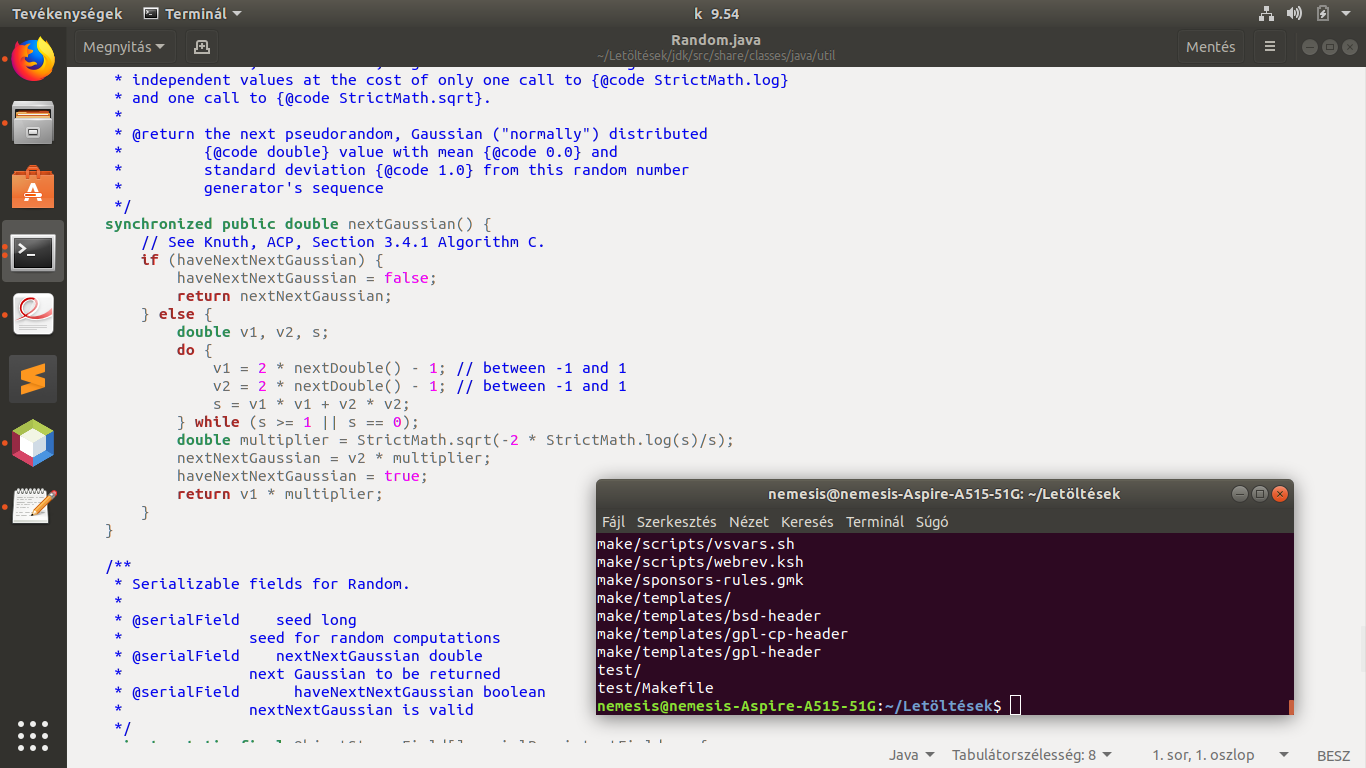 Tevékenységek Terminál k 9.54
Megnyitás Random.java Mentés
~/Letöltések/jdk/src/share/classes/java/util
* independent values at the cost of only one call to {@code StrictMath.log}
* and one call to {@code StrictMath.sqrt}.
*
* @return the next pseudorandom, Gaussian ("normally") distributed
* {@code double} value with mean {@code 0.0} and
* standard deviation {@code 1.0} from this random number
* generator's sequence
*/
synchronized public double nextGaussian() {
// See Knuth, ACP, Section 3.4.1 Algorithm C.
if (haveNextNextGaussian) {
haveNextNextGaussian = false;
return nextNextGaussian;
} else {
double v1, v2, s;
do {
v1 = 2 * nextDouble() - 1; // between -1 and 1
v2 = 2 * nextDouble() - 1; // between -1 and 1
s = v1 * v1 + v2 * v2;
} while (s >= 1 || s == 0);
double multiplier = StrictMath.sqrt(-2 * StrictMath.log(s)/s);
nextNextGaussian = v2 * multiplier;
haveNextNextGaussian = true;
return v1 * multiplier;
}
}
/**
* Serializable fields for Random.
*
* @serialField seed long
* seed for random computations
* @serialField nextNextGaussian double
* next Gaussian to be returned
* @serialField haveNextNextGaussian boolean
* nextNextGaussian is valid
*/
nemesis@nemesis-Aspire-A515-51G: ~/Letöltések
Fájl Szerkesztés Nézet Keresés Terminál Súgó
make/scripts/vsvars.sh
make/scripts/webrev.ksh
make/sponsors-rules.gmk
make/templates/
make/templates/bsd-header
make/templates/gpl-cp-header
make/templates/gpl-header
test/
test/Makefile
nemesis@nemesis-Aspire-A515-51G:~/Letöltések$
Java Tabulátorszélesség: 8 1. sor, 1. oszlop BESZ